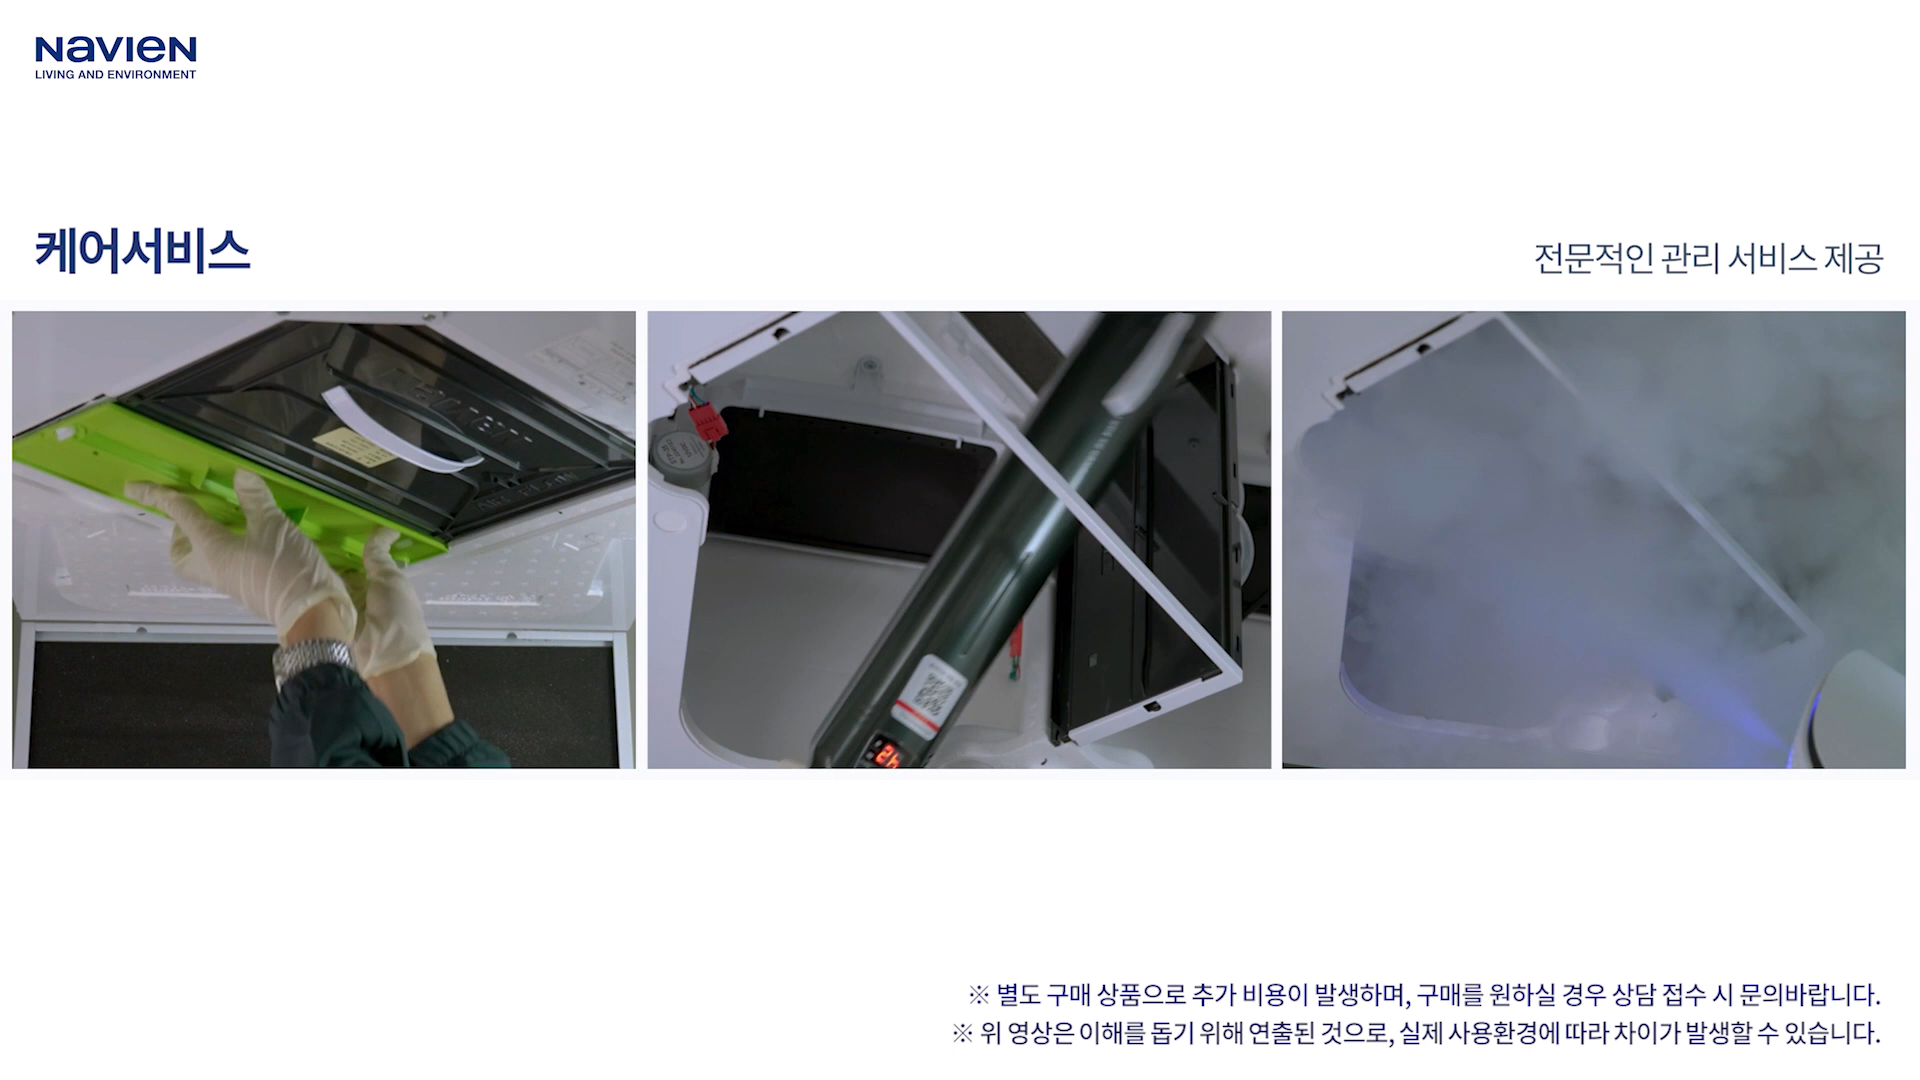 NAVIEN
LIVING AND ENVIRONMENT
케어서비스
전문적인 관리 서비스 제공
※ 별도 구매 상품으로 추가 비용이 발생하며, 구매를 원하실 경우 상담 접수 시 문의바랍니다.
※ 위 영상은 이해를 돕기 위해 연출된 것으로, 실제 사용환경에 따라 차이가 발생할 수 있습니다.